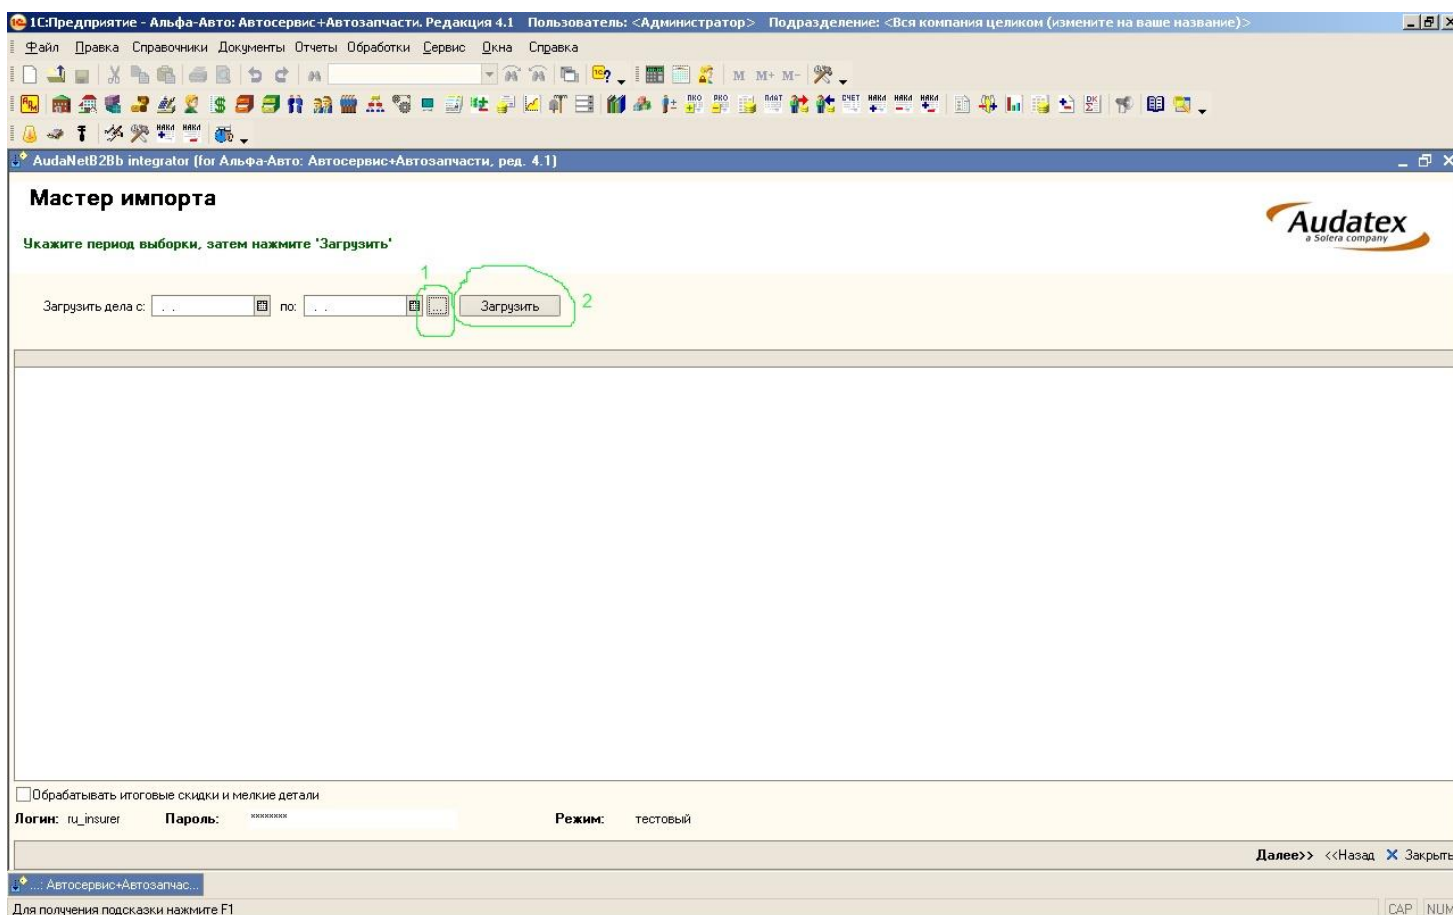 1С:Предприятие - Альфа-Авто: Автосервис+Автозапчасти. Редакция 4.1 Пользователь: <Администратор> Подразделение: <Вся компания целиком (измените на ваше название)>
Файл Правка Справочники Документы Отчеты Обработки Сервис Окна Справка
M M+ M-
AudaNetB2Bb integrator (for Альфа-Авто: Автосервис+Автозапчасти, ред. 4.1)
Мастер импорта
Audatex
a Solera company
Укажите период выборки, затем нажмите 'Загрузить'
1
Загрузить дела с: . . по: . . ... Загрузить 2
Обрабатывать итоговые скидки и мелкие детали
Логин: ru_insurer Пароль: ******** Режим: тестовый
Далее>> <<Назад Закрыть
...: Автосервис+Автозапчас...
Для получения подсказки нажмите F1 CAP NUM